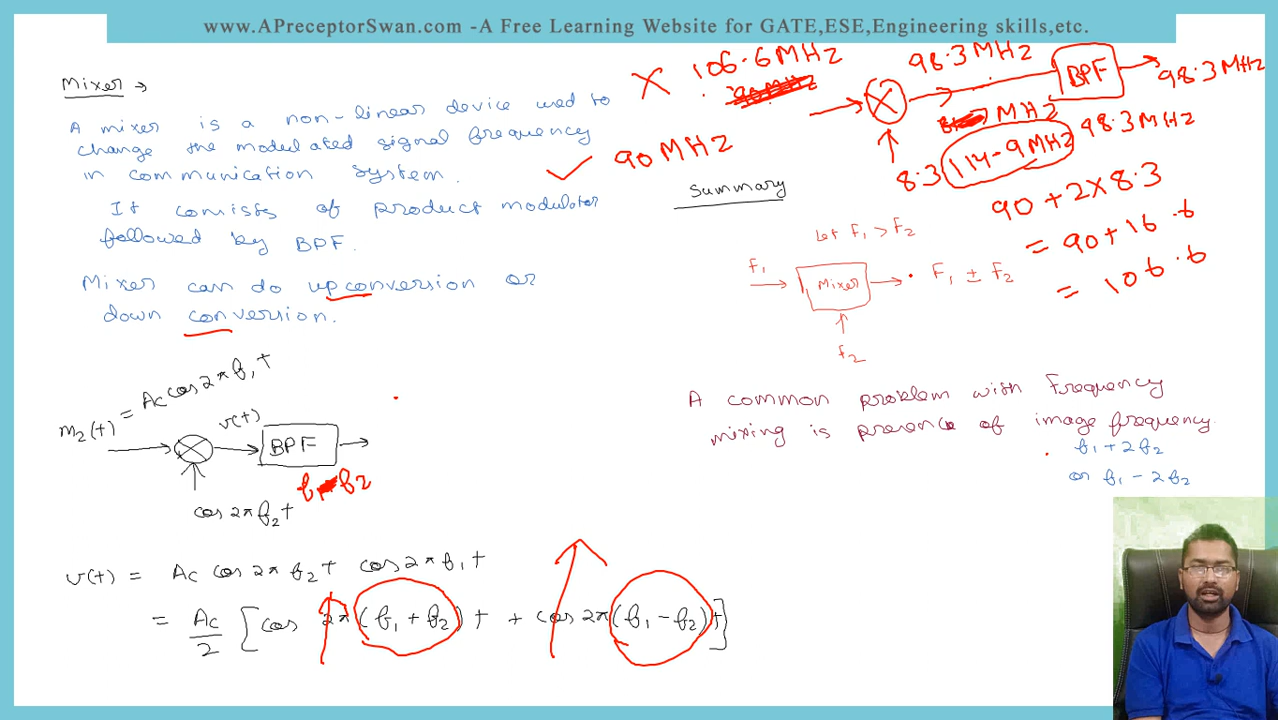 www.APreceptorSwan.com -A Free Learning Website for GATE,ESE,Engineering skills,etc.
Mixer →
A mixer is a non-linear device used to
change the modulated signal frequency
in communication system.
It consists of product modulator
followed by BPF.
Mixer can do upconversion or
down conversion.
m₂(t) = Ac cos 2π f₁t
v(t)
BPF
f₁ f₂
cos 2π f₂t
v(t) = Ac cos 2π f₂t cos 2π f₁t
= Ac/2 [cos 2π (f₁ + f₂) t + cos 2π (f₁ - f₂) t]
X 106.6 MHz
98.3 MHz
BPF
98.3 MHz
MHz
✓ 90 MHz
8.3
114.9 MHz
98.3 MHz
90 + 2 x 8.3
= 90 + 16.6
= 106.6
Summary
Let F₁ > F₂
F₁
Mixer
F₁ ± F₂
f₂
A common problem with Frequency
mixing is presence of image frequency.
f₁ + 2f₂
or f₁ - 2f₂